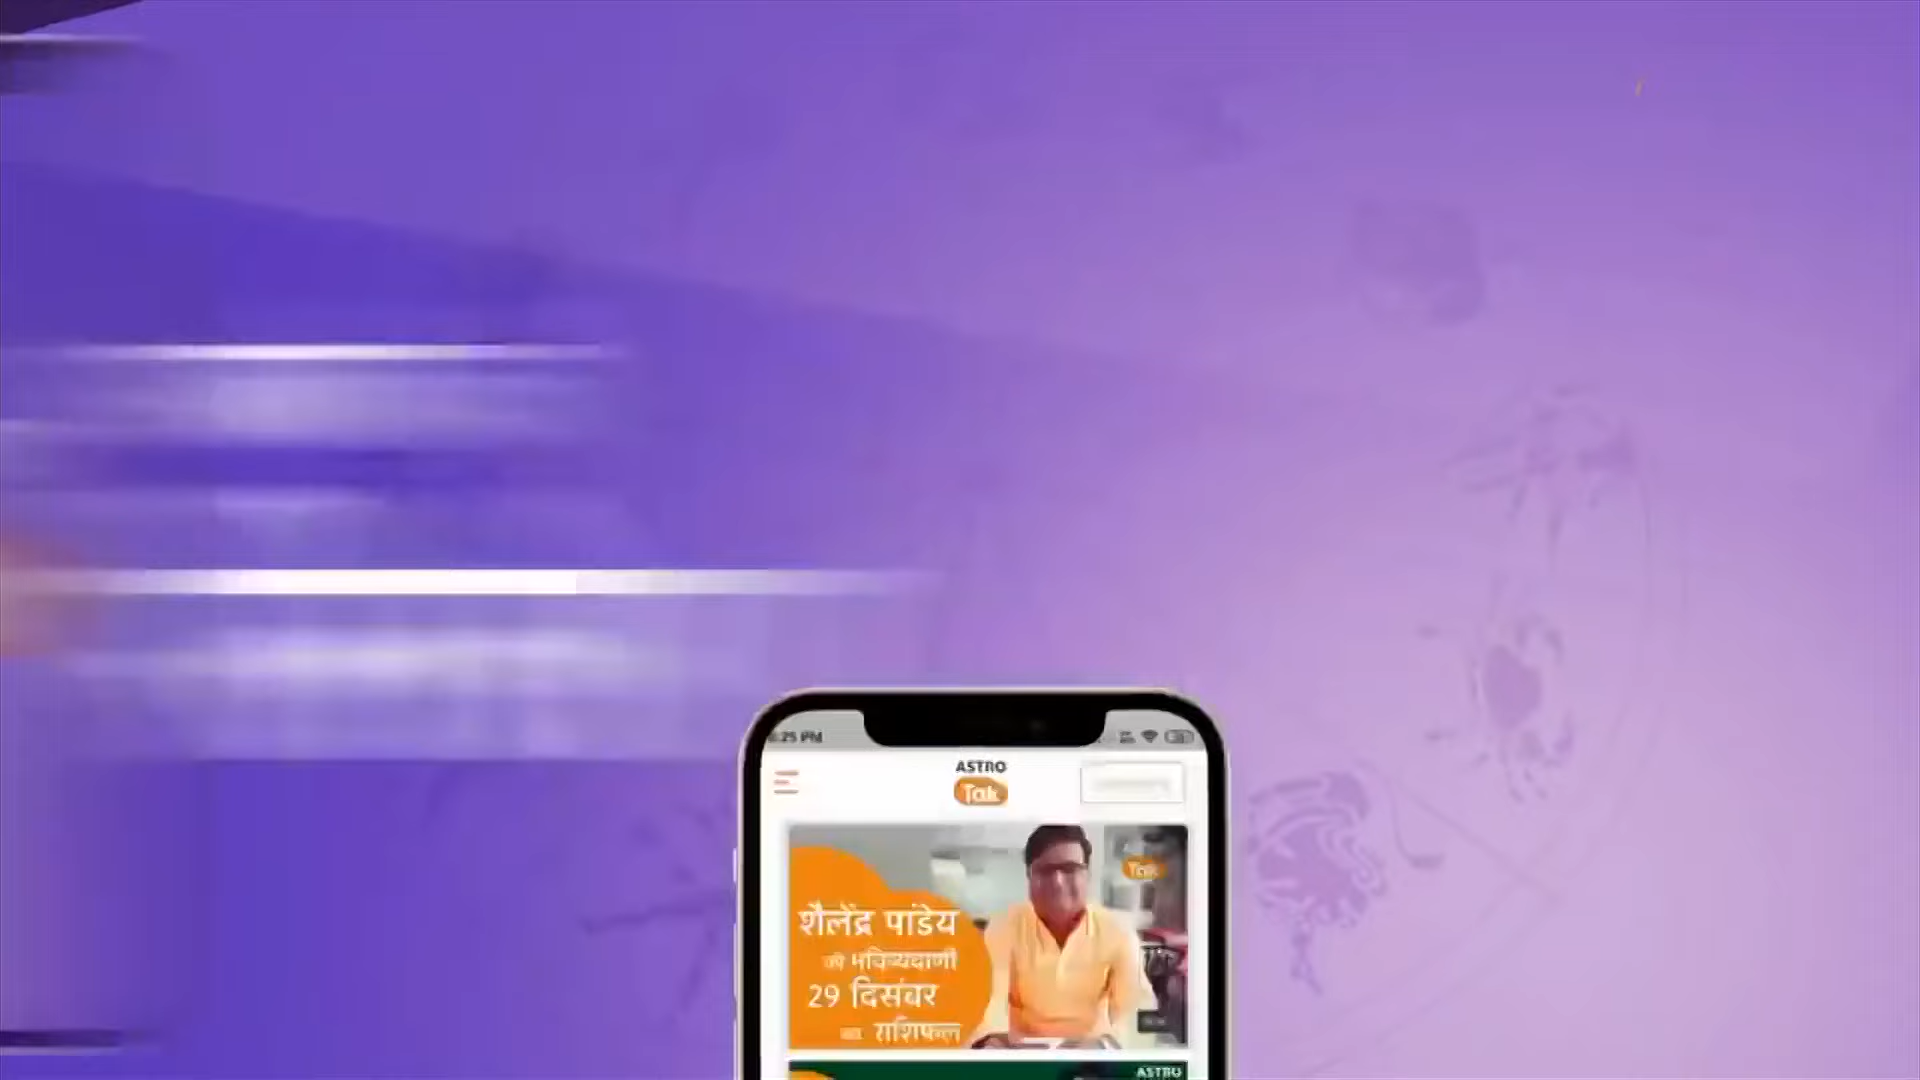 :25 PM
ASTRO
Tak
Tak
शैलेंद्र पांडेय
की भविष्यवाणी
29 दिसंबर
का राशिफल
ASTRO